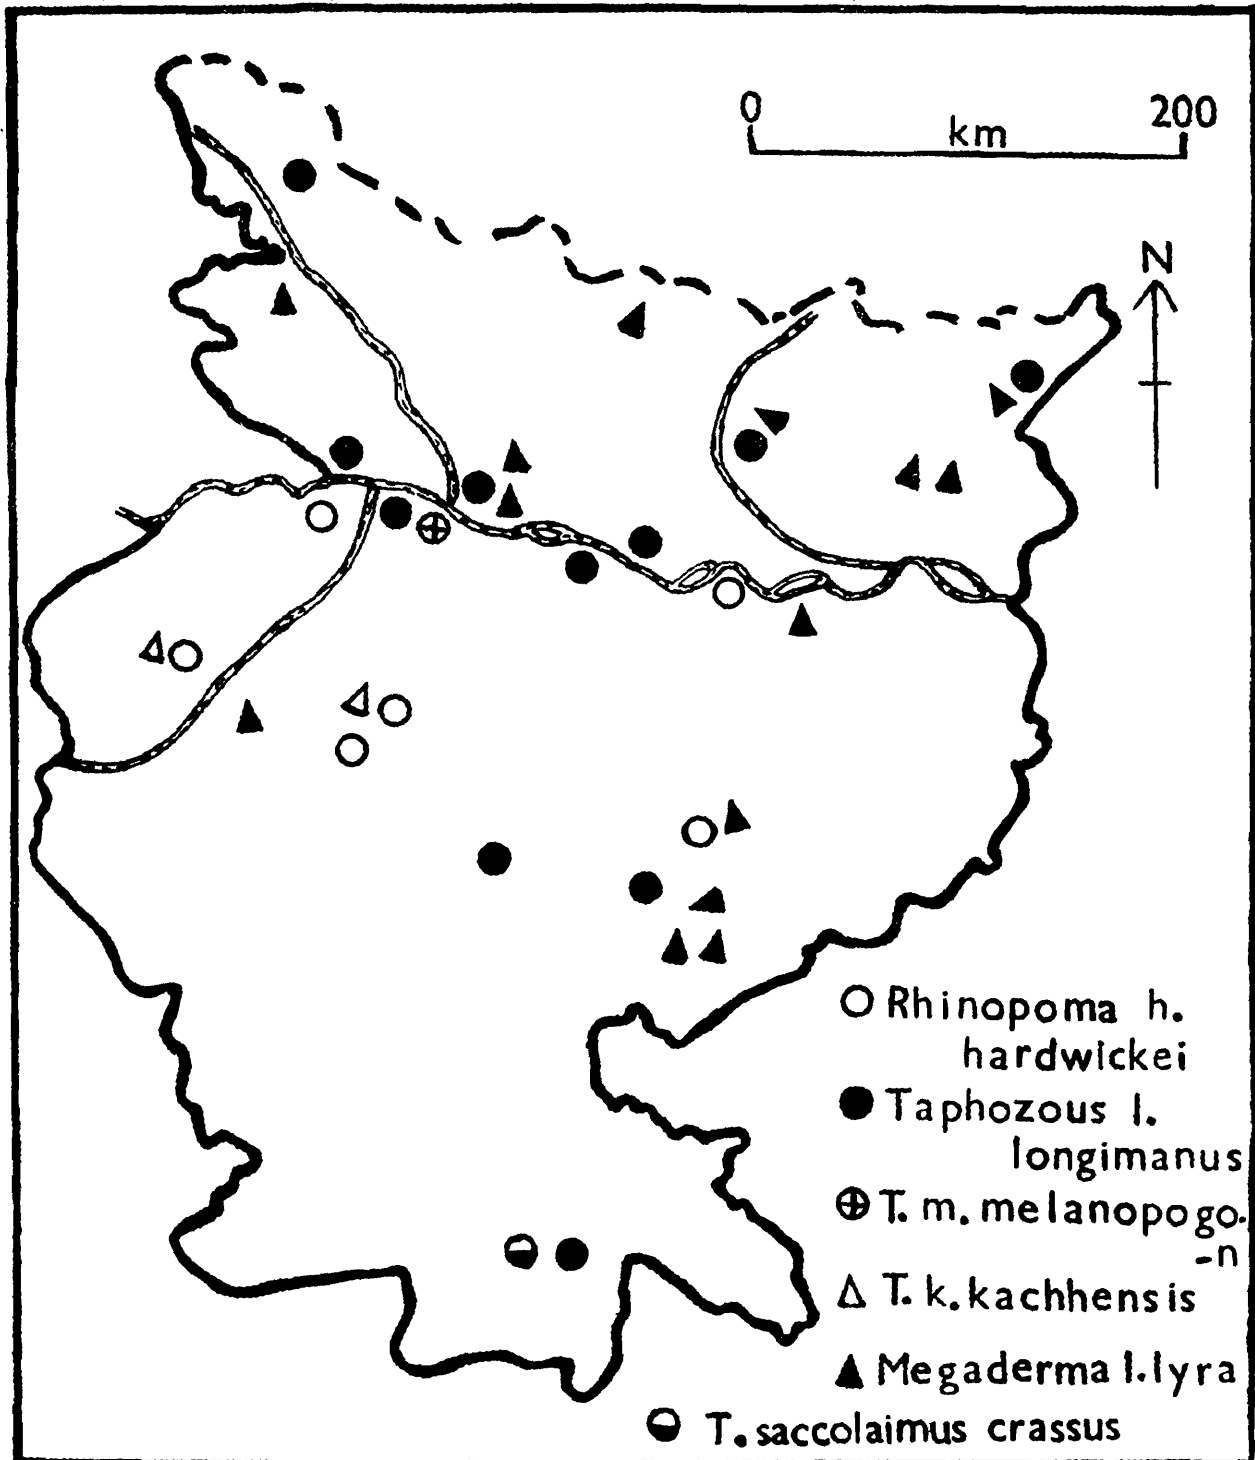 0 200
km
N
Rhinopoma h.
hardwickei
Taphozous l.
longimanus
T. m. melanopogo-
-n
T. k. kachhensis
Megaderma l. lyra
T. saccolaimus crassus